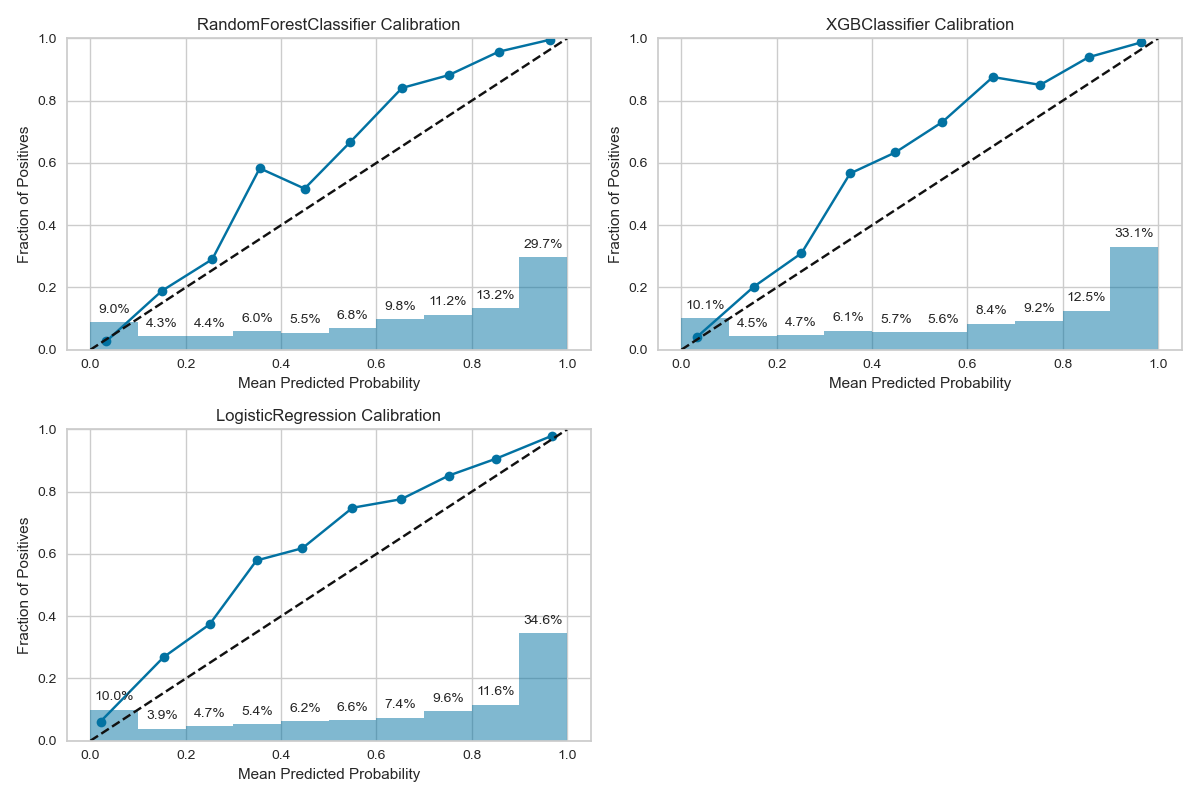 RandomForestClassifier Calibration
1.0
0.8
0.6
0.4
0.2
0.0
Fraction of Positives
9.0% 4.3% 4.4% 6.0% 5.5% 6.8% 9.8% 11.2% 13.2% 29.7%
0.0 0.2 0.4 0.6 0.8 1.0
Mean Predicted Probability
XGBClassifier Calibration
1.0
0.8
0.6
0.4
0.2
0.0
Fraction of Positives
10.1% 4.5% 4.7% 6.1% 5.7% 5.6% 8.4% 9.2% 12.5% 33.1%
0.0 0.2 0.4 0.6 0.8 1.0
Mean Predicted Probability
LogisticRegression Calibration
1.0
0.8
0.6
0.4
0.2
0.0
Fraction of Positives
10.0% 3.9% 4.7% 5.4% 6.2% 6.6% 7.4% 9.6% 11.6% 34.6%
0.0 0.2 0.4 0.6 0.8 1.0
Mean Predicted Probability